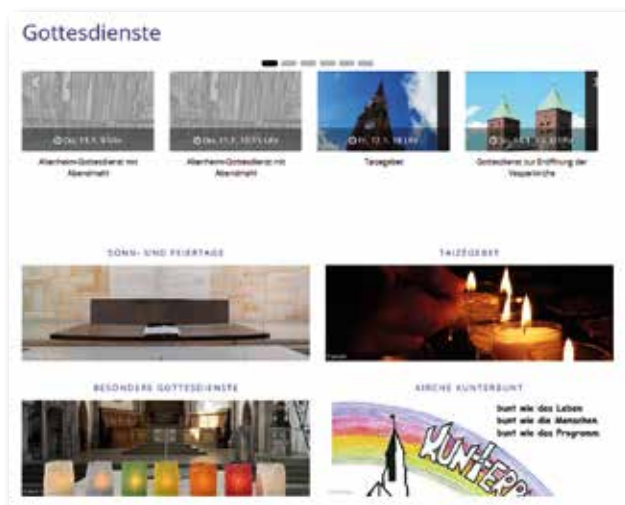 Gottesdienste
Altenheim-Gottesdienst mit
Abendmahl
Altenheim-Gottesdienst mit
Abendmahl
Taizégebet
Gottesdienst zur Eröffnung der
Vesperkirche
SONN- UND FEIERTAGE
TAIZÉGEBET
BESONDERE GOTTESDIENSTE
KIRCHE KUNTERBUNT
bunt wie das Leben
bunt wie die Menschen
bunt wie das Programm